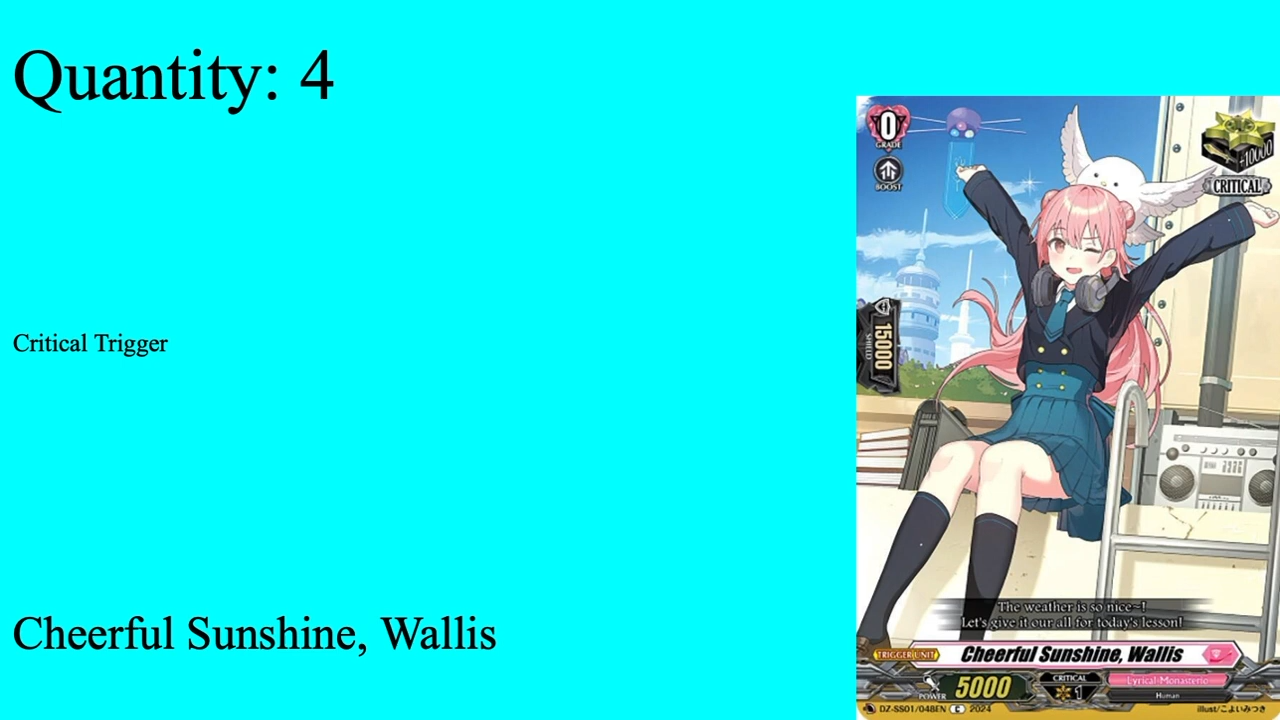 Quantity: 4
Critical Trigger
Cheerful Sunshine, Wallis
0
GRADE
BOOST
+10000
CRITICAL
15000
SHIELD
The weather is so nice~!
Let's give it our all for today's lesson!
TRIGGER UNIT
Cheerful Sunshine, Wallis
POWER
5000
CRITICAL
1
Lyrical Monasterio
Human
DZ-SS01/048EN C 2024
illust/こよいみつき